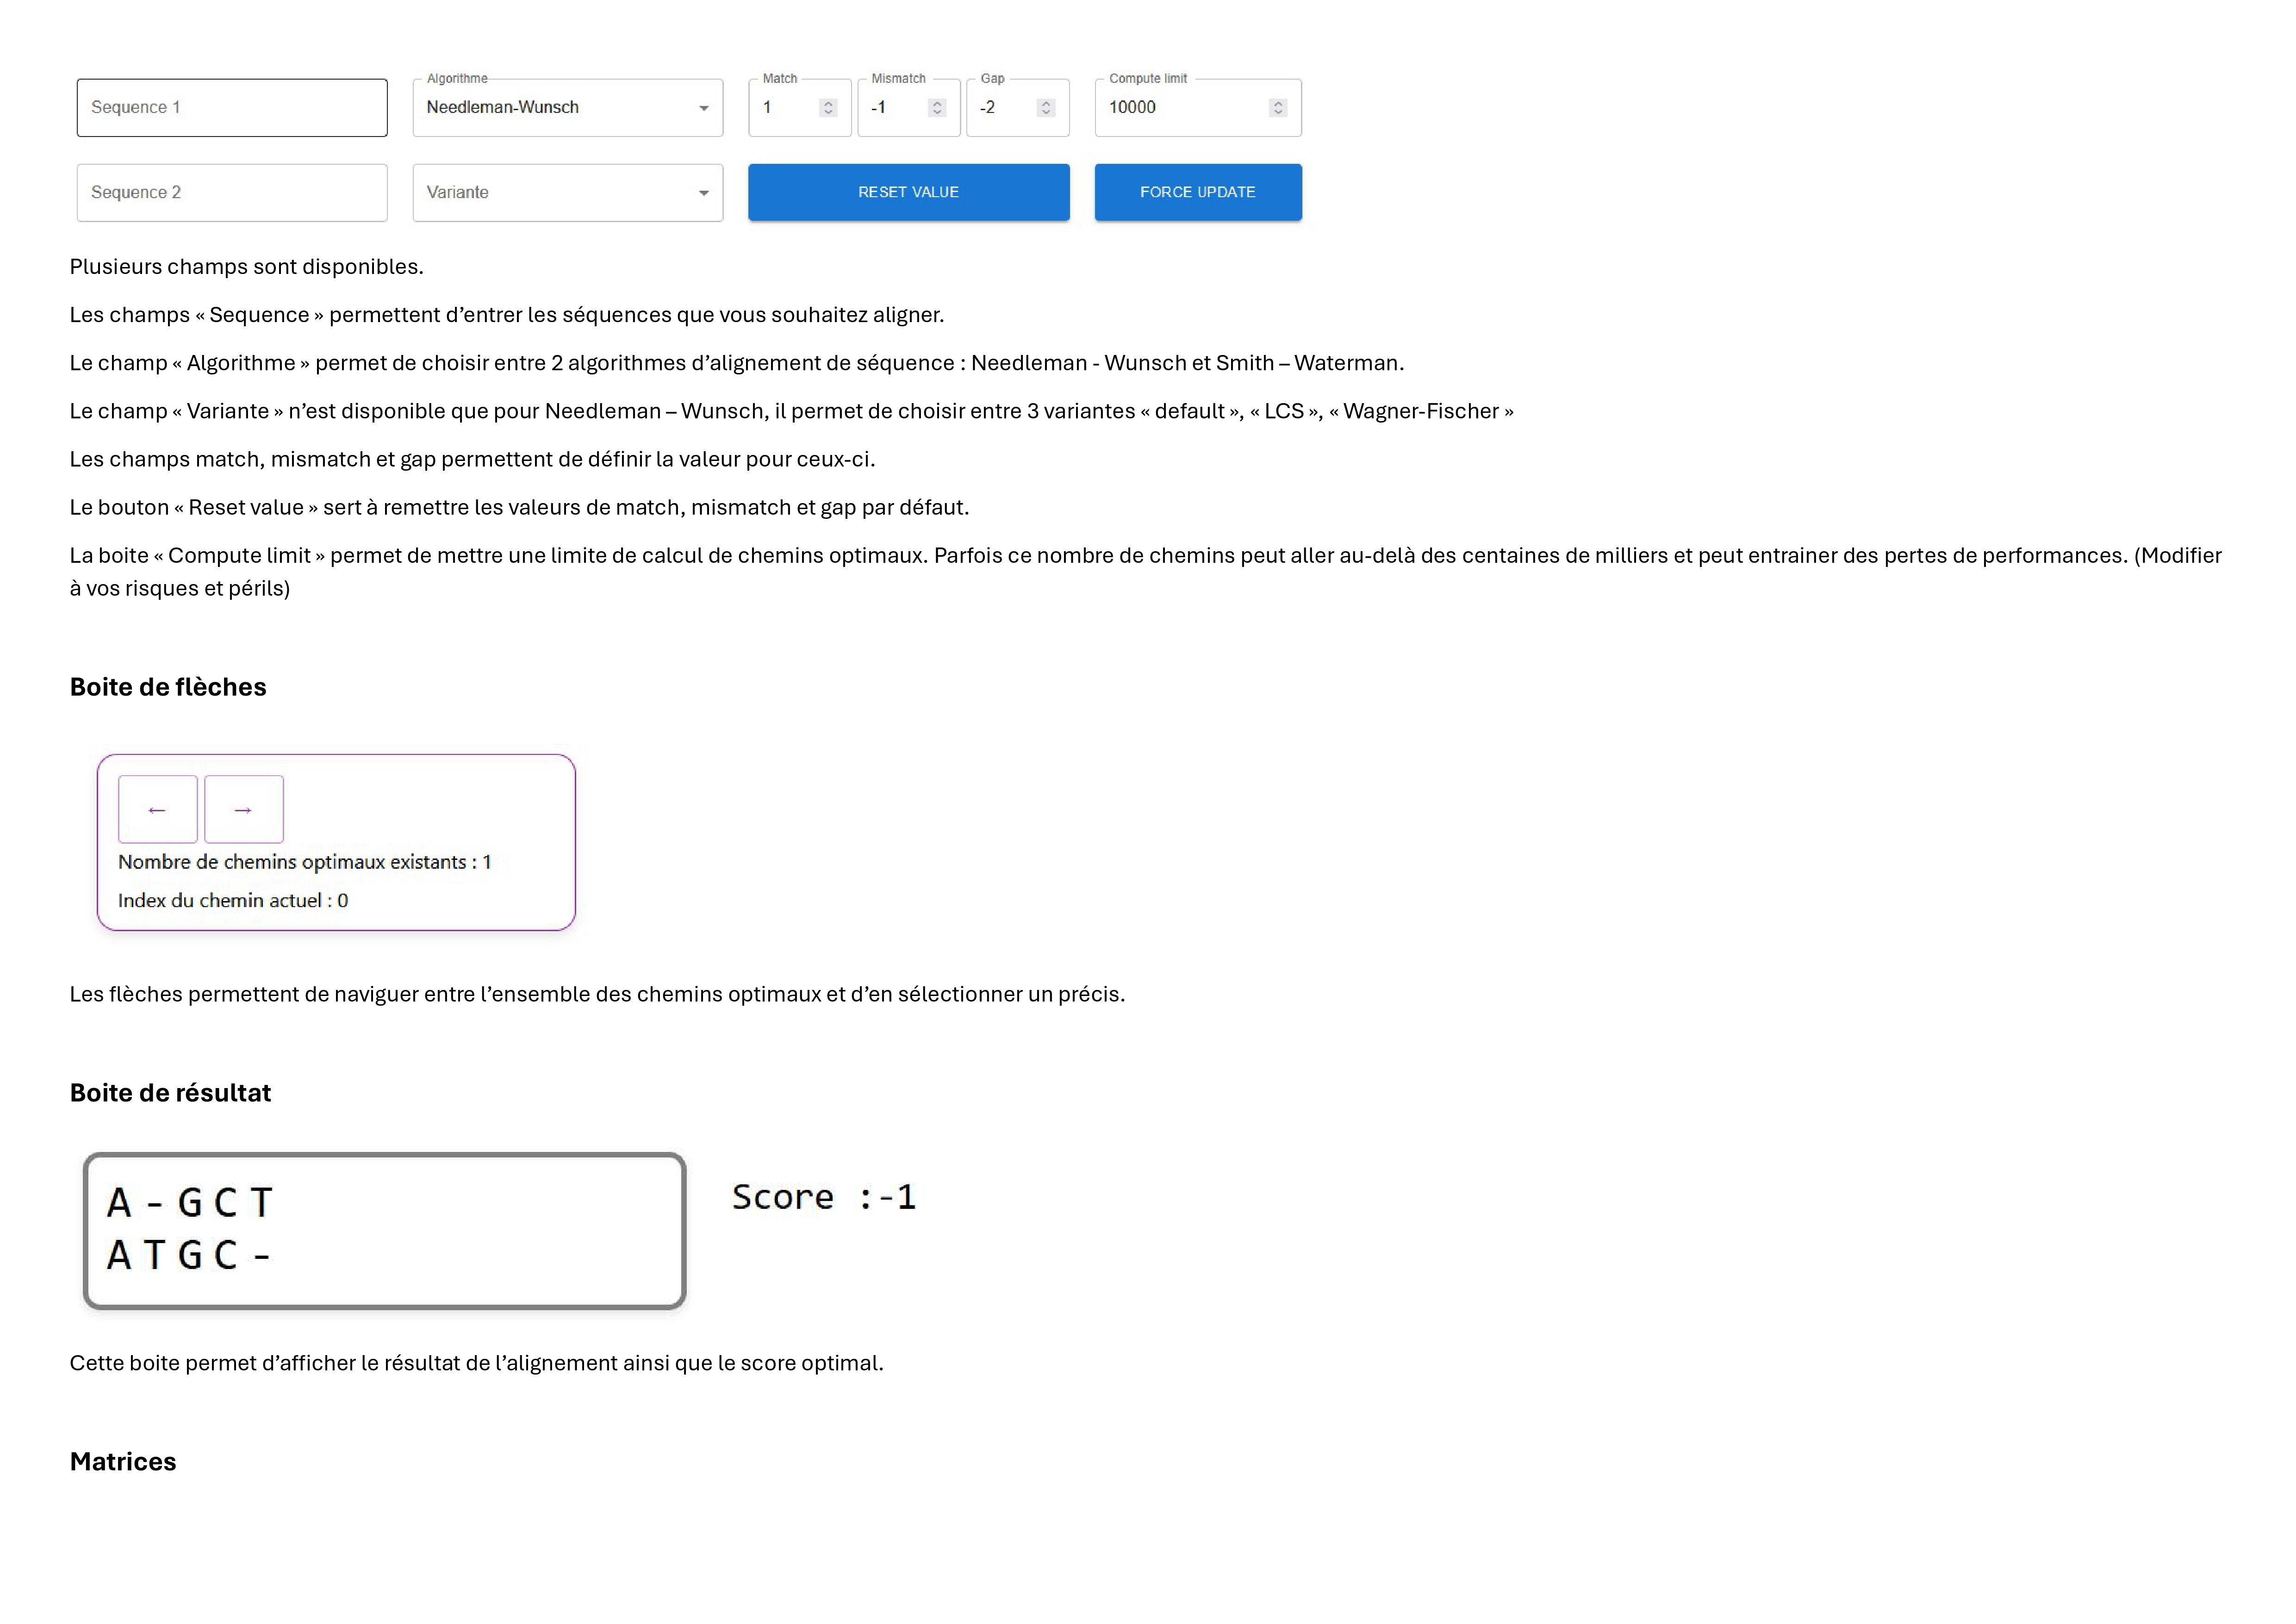 Algorithme Match Mismatch Gap Compute limit
Sequence 1 Needleman-Wunsch 1 -1 -2 10000
Sequence 2 Variante RESET VALUE FORCE UPDATE
Plusieurs champs sont disponibles.
Les champs « Sequence » permettent d’entrer les séquences que vous souhaitez aligner.
Le champ « Algorithme » permet de choisir entre 2 algorithmes d’alignement de séquence : Needleman - Wunsch et Smith – Waterman.
Le champ « Variante » n’est disponible que pour Needleman – Wunsch, il permet de choisir entre 3 variantes « default », « LCS », « Wagner-Fischer »
Les champs match, mismatch et gap permettent de définir la valeur pour ceux-ci.
Le bouton « Reset value » sert à remettre les valeurs de match, mismatch et gap par défaut.
La boite « Compute limit » permet de mettre une limite de calcul de chemins optimaux. Parfois ce nombre de chemins peut aller au-delà des centaines de milliers et peut entrainer des pertes de performances. (Modifier
à vos risques et périls)
Boite de flèches
← →
Nombre de chemins optimaux existants : 1
Index du chemin actuel : 0
Les flèches permettent de naviguer entre l’ensemble des chemins optimaux et d’en sélectionner un précis.
Boite de résultat
A - G C T
A T G C -
Score :-1
Cette boite permet d’afficher le résultat de l’alignement ainsi que le score optimal.
Matrices